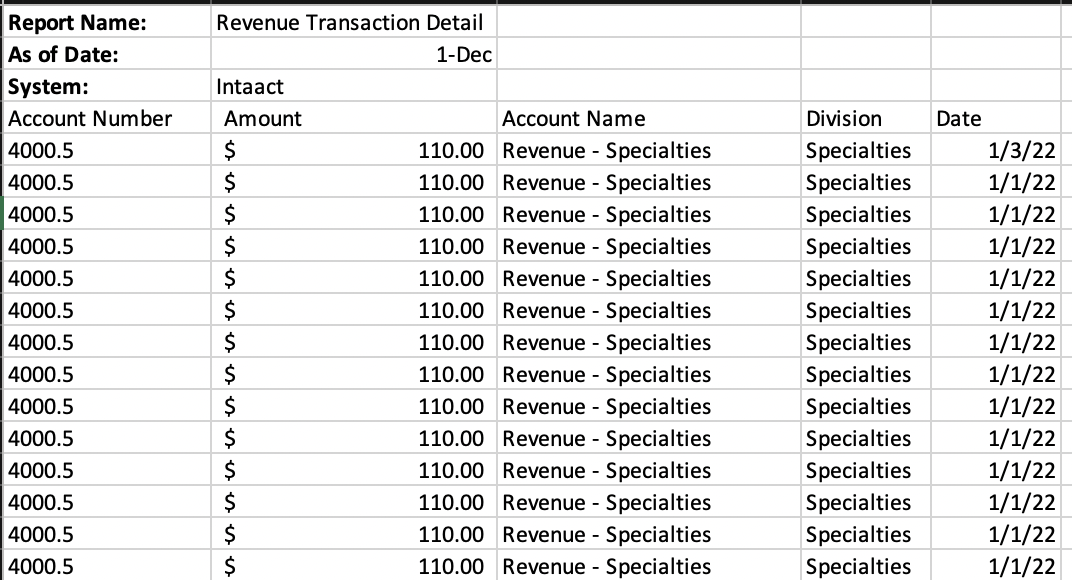 Report Name: Revenue Transaction Detail
As of Date: 1-Dec
System: Intaact
Account Number Amount Account Name Division Date
4000.5 $ 110.00 Revenue - Specialties Specialties 1/3/22
4000.5 $ 110.00 Revenue - Specialties Specialties 1/1/22
4000.5 $ 110.00 Revenue - Specialties Specialties 1/1/22
4000.5 $ 110.00 Revenue - Specialties Specialties 1/1/22
4000.5 $ 110.00 Revenue - Specialties Specialties 1/1/22
4000.5 $ 110.00 Revenue - Specialties Specialties 1/1/22
4000.5 $ 110.00 Revenue - Specialties Specialties 1/1/22
4000.5 $ 110.00 Revenue - Specialties Specialties 1/1/22
4000.5 $ 110.00 Revenue - Specialties Specialties 1/1/22
4000.5 $ 110.00 Revenue - Specialties Specialties 1/1/22
4000.5 $ 110.00 Revenue - Specialties Specialties 1/1/22
4000.5 $ 110.00 Revenue - Specialties Specialties 1/1/22
4000.5 $ 110.00 Revenue - Specialties Specialties 1/1/22
4000.5 $ 110.00 Revenue - Specialties Specialties 1/1/22